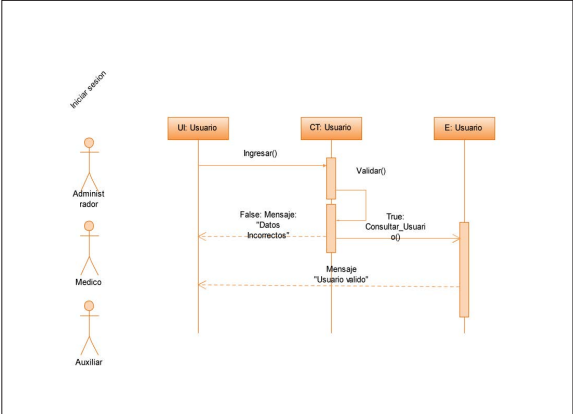 Iniciar sesion
UI: Usuario
CT: Usuario
E: Usuario
Ingresar()
Validar()
Administ
rador
False: Mensaje:
"Datos
Incorrectos"
True:
Consultar_Usuari
o()
Mensaje
"Usuario valido"
Medico
Auxiliar